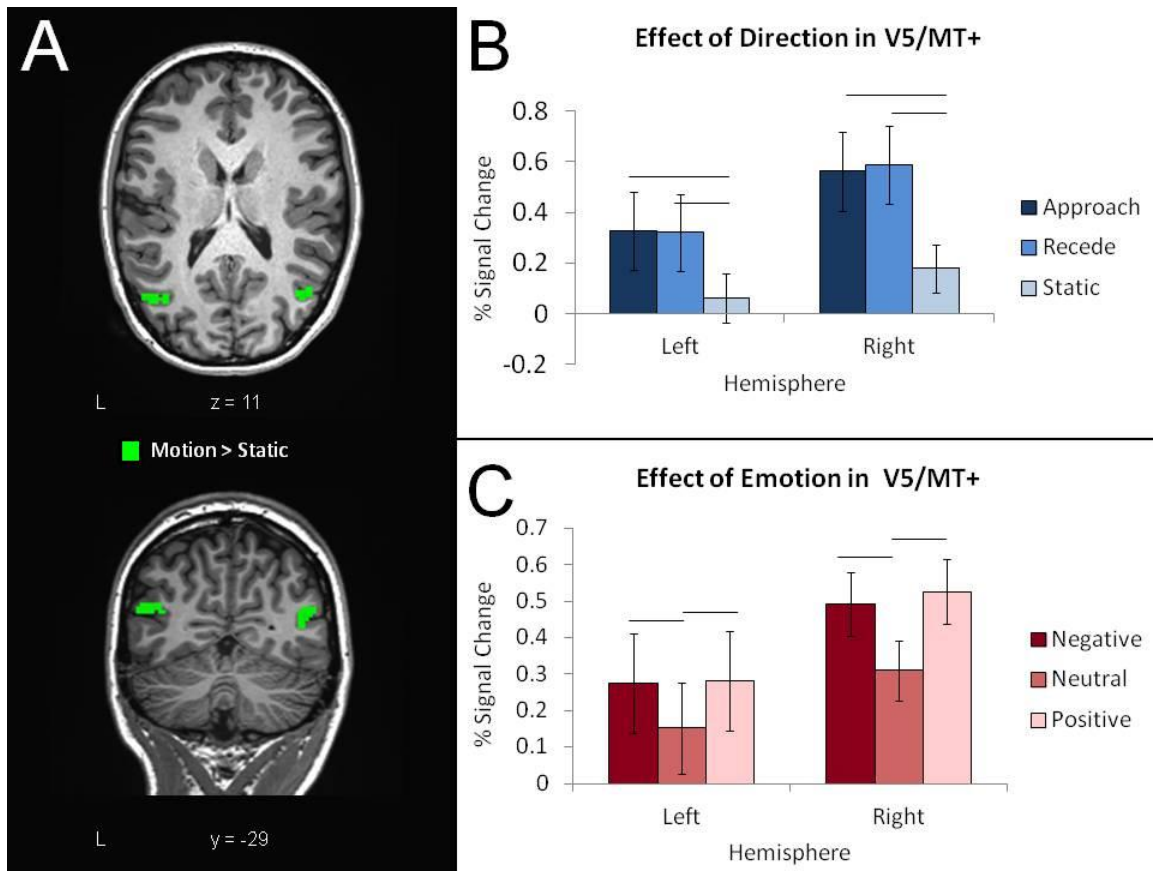 A
L z = 11
Motion > Static
L y = -29
B
Effect of Direction in V5/MT+
% Signal Change
0.8
0.6
0.4
0.2
0
-0.2
Left Right
Hemisphere
Approach
Recede
Static
C
Effect of Emotion in V5/MT+
% Signal Change
0.7
0.6
0.5
0.4
0.3
0.2
0.1
0
Left Right
Hemisphere
Negative
Neutral
Positive